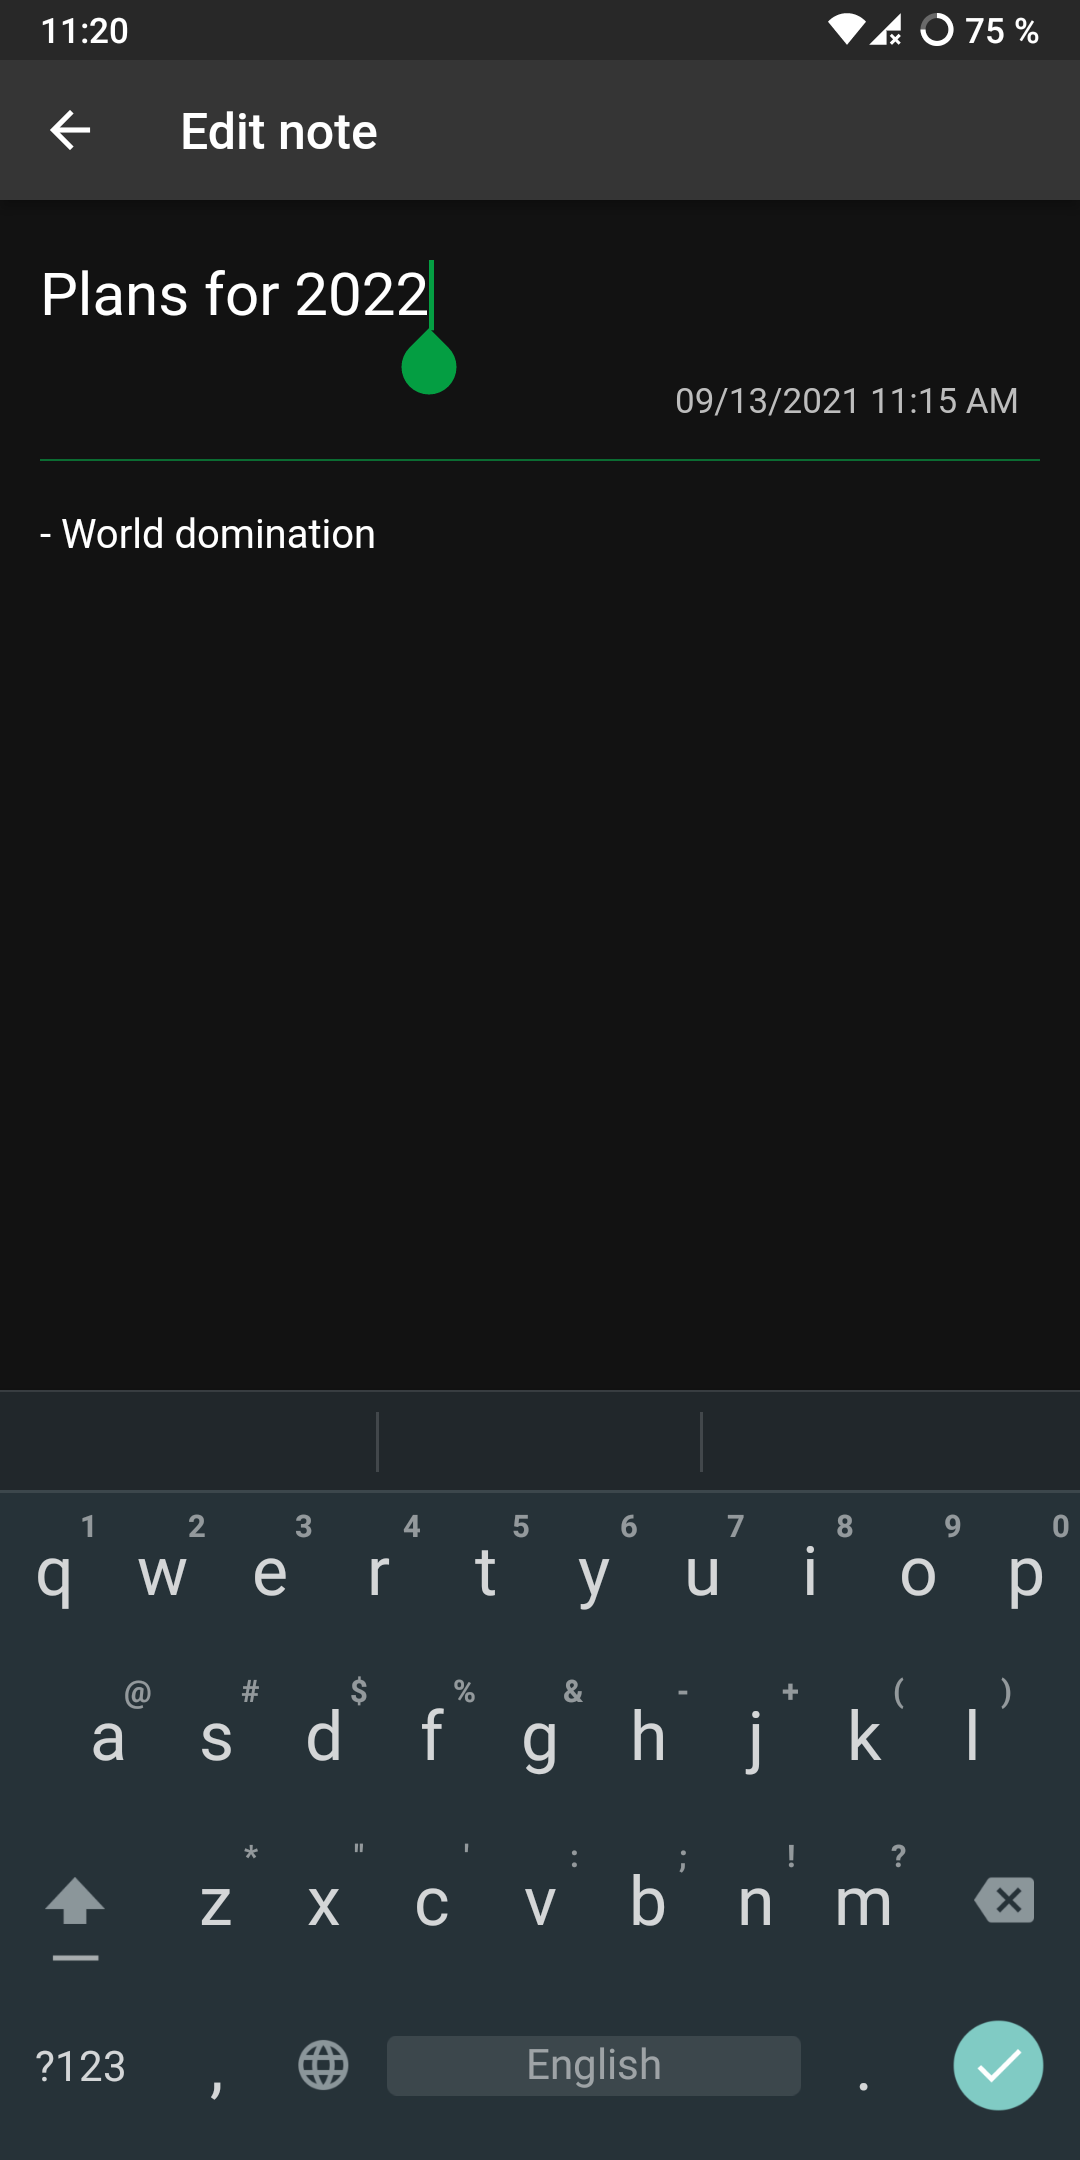 11:20 75 %
Edit note
Plans for 2022
09/13/2021 11:15 AM
- World domination
1 2 3 4 5 6 7 8 9 0
q w e r t y u i o p
@ # $ % & - + ( )
a s d f g h j k l
* " ' : ; ! ?
z x c v b n m
?123 , English .